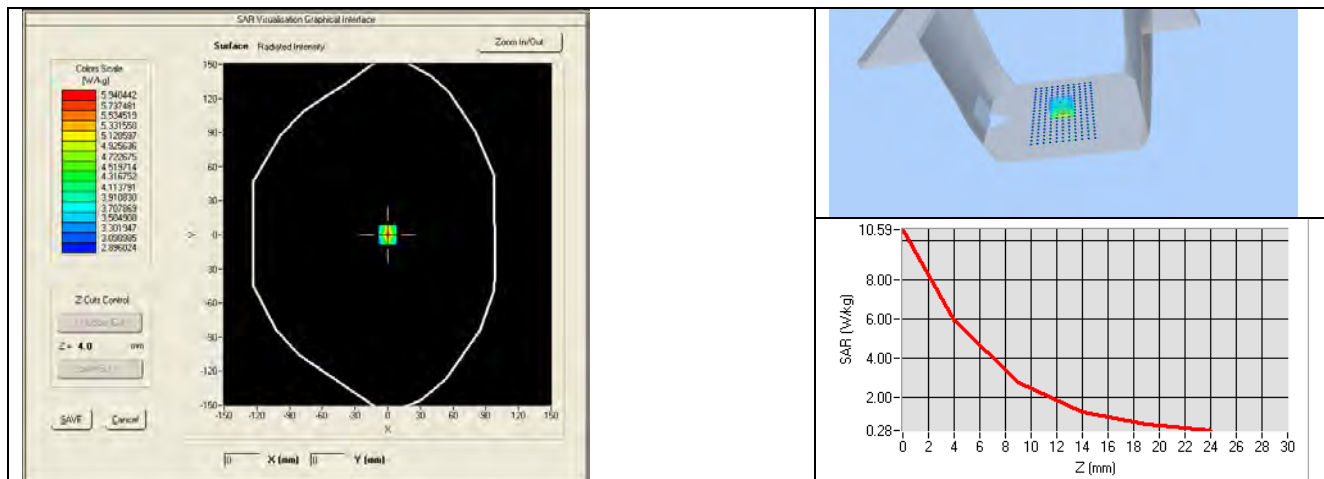 SAR Visualisation Graphical Interface
Surface Radiated Intensity
Zoom In/Out
Colors Scale
(W/kg)
5.940442
5.737481
5.534519
5.331558
5.128597
4.925636
4.722675
4.519714
4.316752
4.113791
3.910830
3.707869
3.504908
3.301947
3.098985
2.896024
Z Cuts Control
Z = 4.0 mm
SAVE Cancel
150
120
90
60
30
0
-30
-60
-90
-120
-150
Y
-150 -120 -90 -60 -30 0 30 60 90 120 150
X
0 X (mm) 0 Y (mm)
10.59
8.00
6.00
4.00
2.00
0.28
SAR (W/kg)
0 2 4 6 8 10 12 14 16 18 20 22 24 26 28 30
Z (mm)